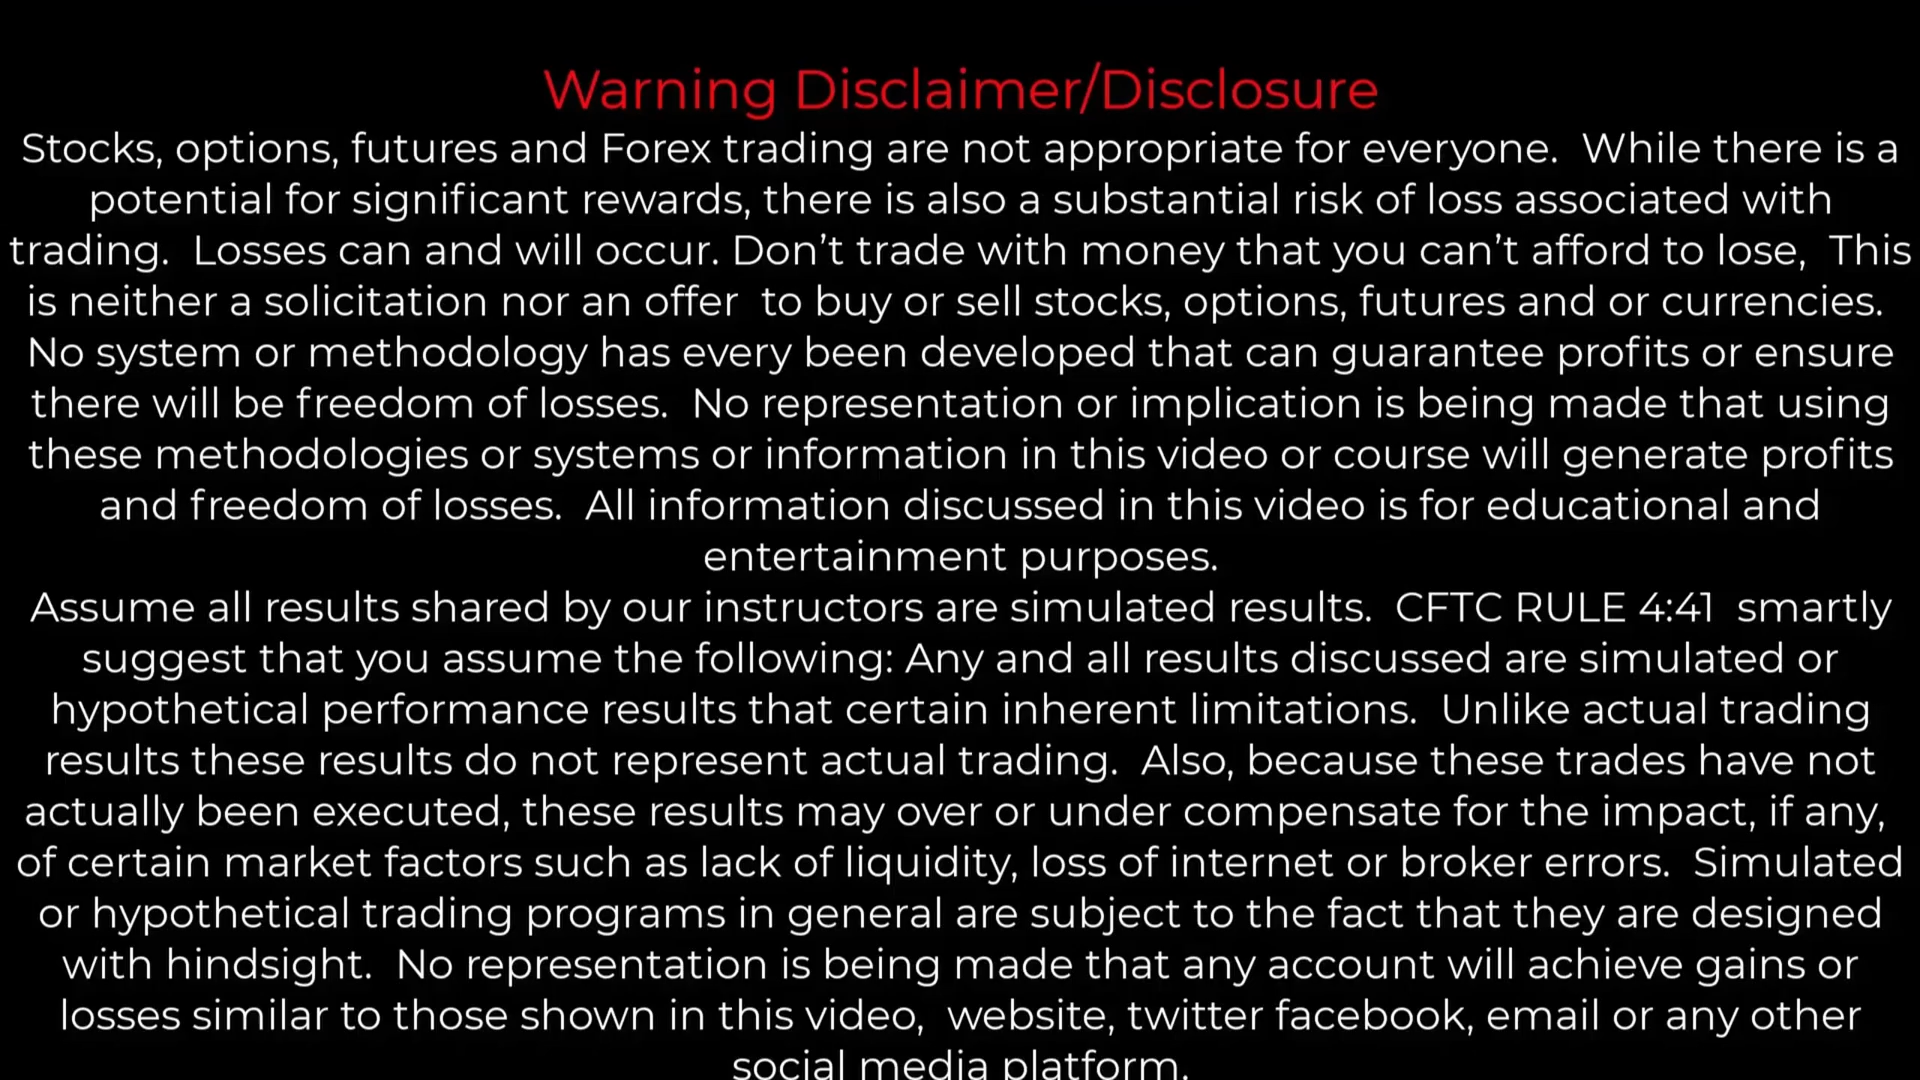 Warning Disclaimer/Disclosure
Stocks, options, futures and Forex trading are not appropriate for everyone.  While there is a
potential for significant rewards, there is also a substantial risk of loss associated with
trading.  Losses can and will occur. Don’t trade with money that you can’t afford to lose,  This
is neither a solicitation nor an offer  to buy or sell stocks, options, futures and or currencies.
No system or methodology has every been developed that can guarantee profits or ensure
there will be freedom of losses.  No representation or implication is being made that using
these methodologies or systems or information in this video or course will generate profits
and freedom of losses.  All information discussed in this video is for educational and
entertainment purposes.
Assume all results shared by our instructors are simulated results.  CFTC RULE 4:41  smartly
suggest that you assume the following: Any and all results discussed are simulated or
hypothetical performance results that certain inherent limitations.  Unlike actual trading
results these results do not represent actual trading.  Also, because these trades have not
actually been executed, these results may over or under compensate for the impact, if any,
of certain market factors such as lack of liquidity, loss of internet or broker errors.  Simulated
or hypothetical trading programs in general are subject to the fact that they are designed
with hindsight.  No representation is being made that any account will achieve gains or
losses similar to those shown in this video,  website, twitter facebook, email or any other
social media platform.